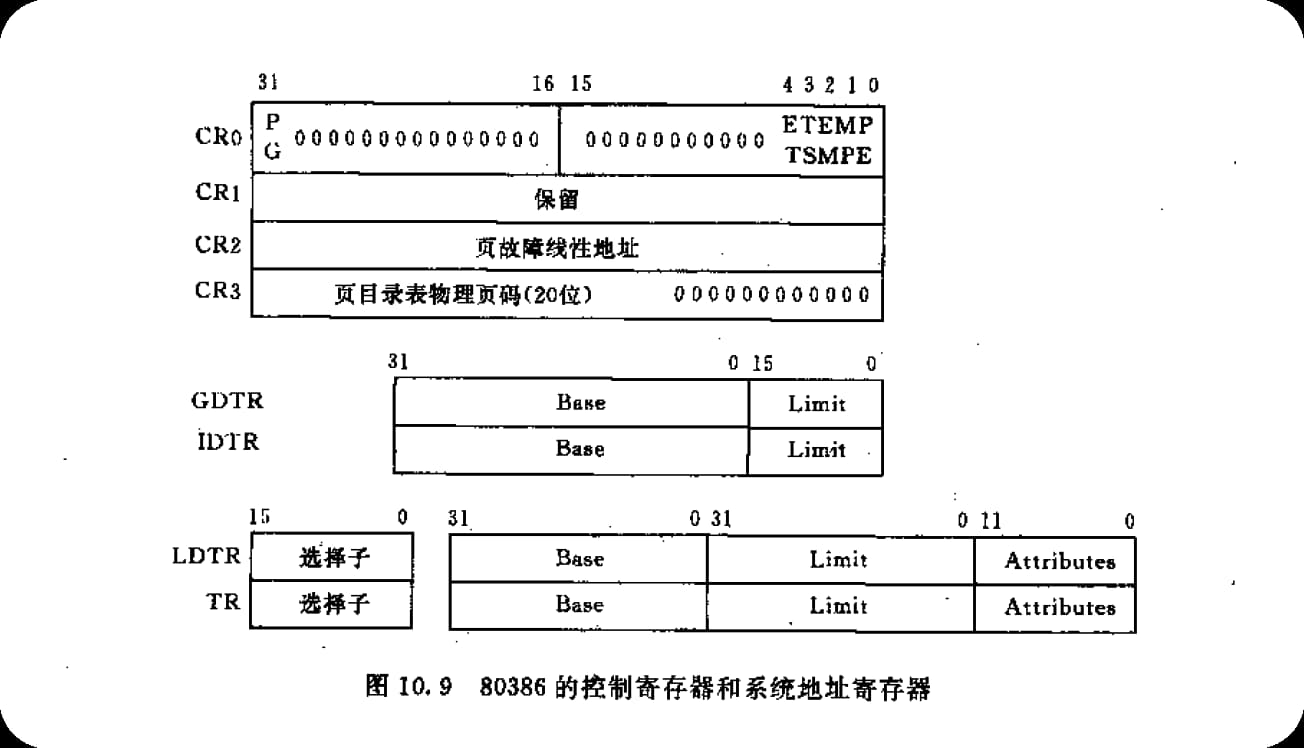 31 16 15 4 3 2 1 0
CR0 P G 000000000000000 00000000000 ETEMP
TSMPE
CR1 保留
CR2 页故障线性地址
CR3 页目录表物理页码(20位) 000000000000
31 0 15 0
GDTR Base Limit
IDTR Base Limit
15 0 31 0 31 0 11 0
LDTR 选择子 Base Limit Attributes
TR 选择子 Base Limit Attributes
图 10.9 80386 的控制寄存器和系统地址寄存器